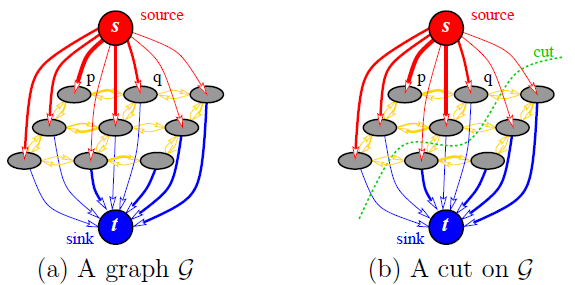 s source
p q
t
sink
(a) A graph 𝒢
s source
cut
p q
t
sink
(b) A cut on 𝒢